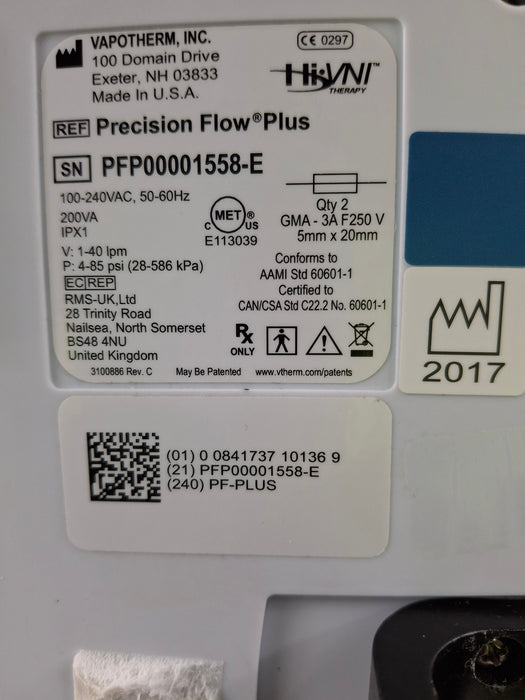 VAPOTHERM, INC.
100 Domain Drive
Exeter, NH 03833
Made In U.S.A.
CE 0297
Hi-VNI™
THERAPY
REF Precision Flow®Plus
SN PFP00001558-E
100-240VAC, 50-60Hz
200VA
IPX1
V: 1-40 lpm
P: 4-85 psi (28-586 kPa)
C MET® US
E113039
Qty 2
GMA - 3A F250 V
5mm x 20mm
Conforms to
AAMI Std 60601-1
Certified to
CAN/CSA Std C22.2 No. 60601-1
EC REP
RMS-UK,Ltd
28 Trinity Road
Nailsea, North Somerset
BS48 4NU
United Kingdom
Rx
ONLY
3100886 Rev. C May Be Patented www.vtherm.com/patents
2017
(01) 0 0841737 10136 9
(21) PFP00001558-E
(240) PF-PLUS